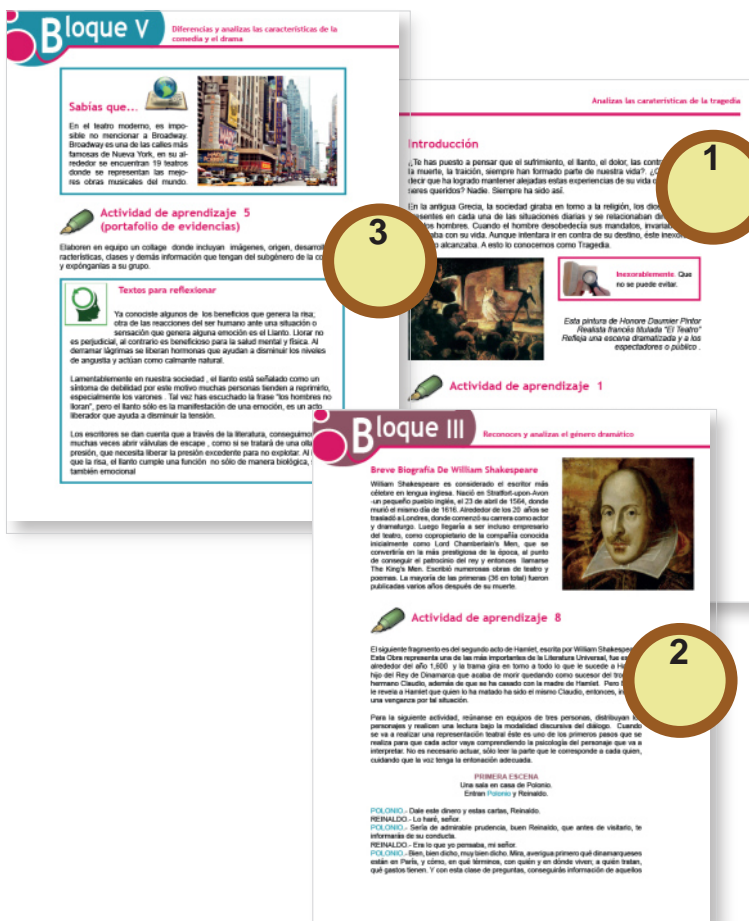 Bloque V
Diferencias y analizas las características de la
comedia y el drama
Sabías que...
En el teatro moderno, es impo-
sible no mencionar a Broadway.
Broadway es una de las calles más
famosas de Nueva York, en su al-
rededor se encuentran 19 teatros
donde se representan las mejo-
res obras musicales del mundo.
Actividad de aprendizaje 5
(portafolio de evidencias)
Elaboren en equipo un collage donde incluyan imágenes, origen, desarrol
racterísticas, clases y demás información que tengan del subgénero de la co
y expónganlas a su grupo.
Textos para reflexionar
Ya conociste algunos de los beneficios que genera la risa;
otra de las reacciones del ser humano ante una situación o
sensación que genera alguna emoción es el Llanto. Llorar no
es perjudicial, al contrario es beneficioso para la salud mental y física. Al
derramar lágrimas se liberan hormonas que ayudan a disminuir los niveles
de angustia y actúan como calmante natural.
Lamentablemente en nuestra sociedad , el llanto está señalado como un
síntoma de debilidad por este motivo muchas personas tienden a reprimirlo,
especialmente los varones . Tal vez has escuchado la frase "los hombres no
lloran", pero el llanto sólo es la manifestación de una emoción, es un acto
liberador que ayuda a disminuir la tensión.
Los escritores se dan cuenta que a través de la literatura, conseguimo
muchas veces abrir válvulas de escape , como si se tratará de una olla
presión, que necesita liberar la presión excedente para no explotar. Al
que la risa, el llanto cumple una función no sólo de manera biológica,
también emocional
3
Analizas las caraterísticas de la tragedia
Introducción
¿Te has puesto a pensar que el sufrimiento, el llanto, el dolor, las cont
la muerte, la traición, siempre han formado parte de nuestra vida?.
decir que ha logrado mantener alejadas estas experiencias de su vida
seres queridos? Nadie. Siempre ha sido así.
En la antigua Grecia, la sociedad giraba en torno a la religión, los dios
presentes en cada una de las situaciones diarias y se relacionaban
los hombres. Cuando el hombre desobedecía sus mandatos, invaria
ba con su vida. Aunque intentara ir en contra de su destino, éste inexor
o alcanzaba. A esto lo conocemos como Tragedia.
1
Inexorablemente. Que
no se puede evitar.
Esta pintura de Honore Daumier Pintor
Realista francés titulada "El Teatro"
Refleja una escena dramatizada y a los
espectadores o público .
Actividad de aprendizaje 1
Bloque III
Reconoces y analizas el género dramático
Breve Biografía De William Shakespeare
William Shakespeare es considerado el escritor más
célebre en lengua inglesa. Nació en Stratfort-upon-Avon
-un pequeño pueblo inglés, el 23 de abril de 1564, donde
murió el mismo día de 1616. Alrededor de los 20 años se
trasladó a Londres, donde comenzó su carrera como actor
y dramaturgo. Luego llegaría a ser incluso empresario
del teatro, como copropietario de la compañía conocida
inicialmente como Lord Chamberlain's Men, que se
convertiría en la más prestigiosa de la época, al punto
de conseguir el patrocinio del rey y entonces llamarse
The King's Men. Escribió numerosas obras de teatro y
poemas. La mayoría de las primeras (36 en total) fueron
publicadas varios años después de su muerte.
Actividad de aprendizaje 8
El siguiente fragmento es del segundo acto de Hamlet, escrita por William Shakespea
Esta Obra representa una de las más importantes de la Literatura Universal, fue es
alrededor del año 1,600 y la trama gira en torno a todo lo que le sucede a Ha
hijo del Rey de Dinamarca que acaba de morir quedando como sucesor del tro
hermano Claudio, además de que se ha casado con la madre de Hamlet. Pero
le revela a Hamlet que quien lo ha matado ha sido el mismo Claudio, entonces,
una venganza por tal situación.
Para la siguiente actividad, reúnanse en equipos de tres personas, distribuyan lo
personajes y realicen una lectura bajo la modalidad discursiva del diálogo. Cuando
se va a realizar una representación teatral éste es uno de los primeros pasos que se
realiza para que cada actor vaya comprendiendo la psicología del personaje que va a
interpretar. No es necesario actuar, sólo leer la parte que le corresponde a cada quien,
cuidando que la voz tenga la entonación adecuada.
2
PRIMERA ESCENA
Una sala en casa de Polonio.
Entran Polonio y Reinaldo.
POLONIO.- Dale este dinero y estas cartas, Reinaldo.
REINALDO.- Lo haré, señor.
POLONIO.- Sería de admirable prudencia, buen Reinaldo, que antes de visitarlo, te
informarás de su conducta.
REINALDO.- Era lo que yo pensaba, mi señor.
POLONIO.- Bien, bien dicho, muy bien dicho. Mira, averigua primero qué dinamarqueses
están en París, y cómo, en qué términos, con quién y en dónde viven; a quién tratan,
qué gastos tienen. Y con esta clase de preguntas, conseguirás información de aquellos